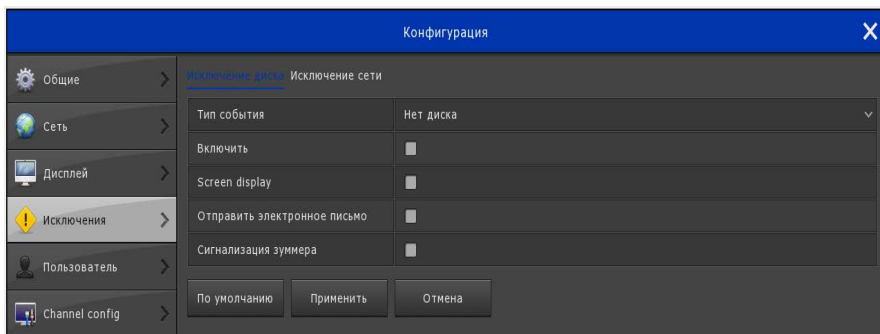 Конфигурация
Общие
Сеть
Дисплей
Исключения
Пользователь
Channel config
Исключение диска Исключение сети
Тип события Нет диска
Включить
Screen display
Отправить электронное письмо
Сигнализация зуммера
По умолчанию Применить Отмена